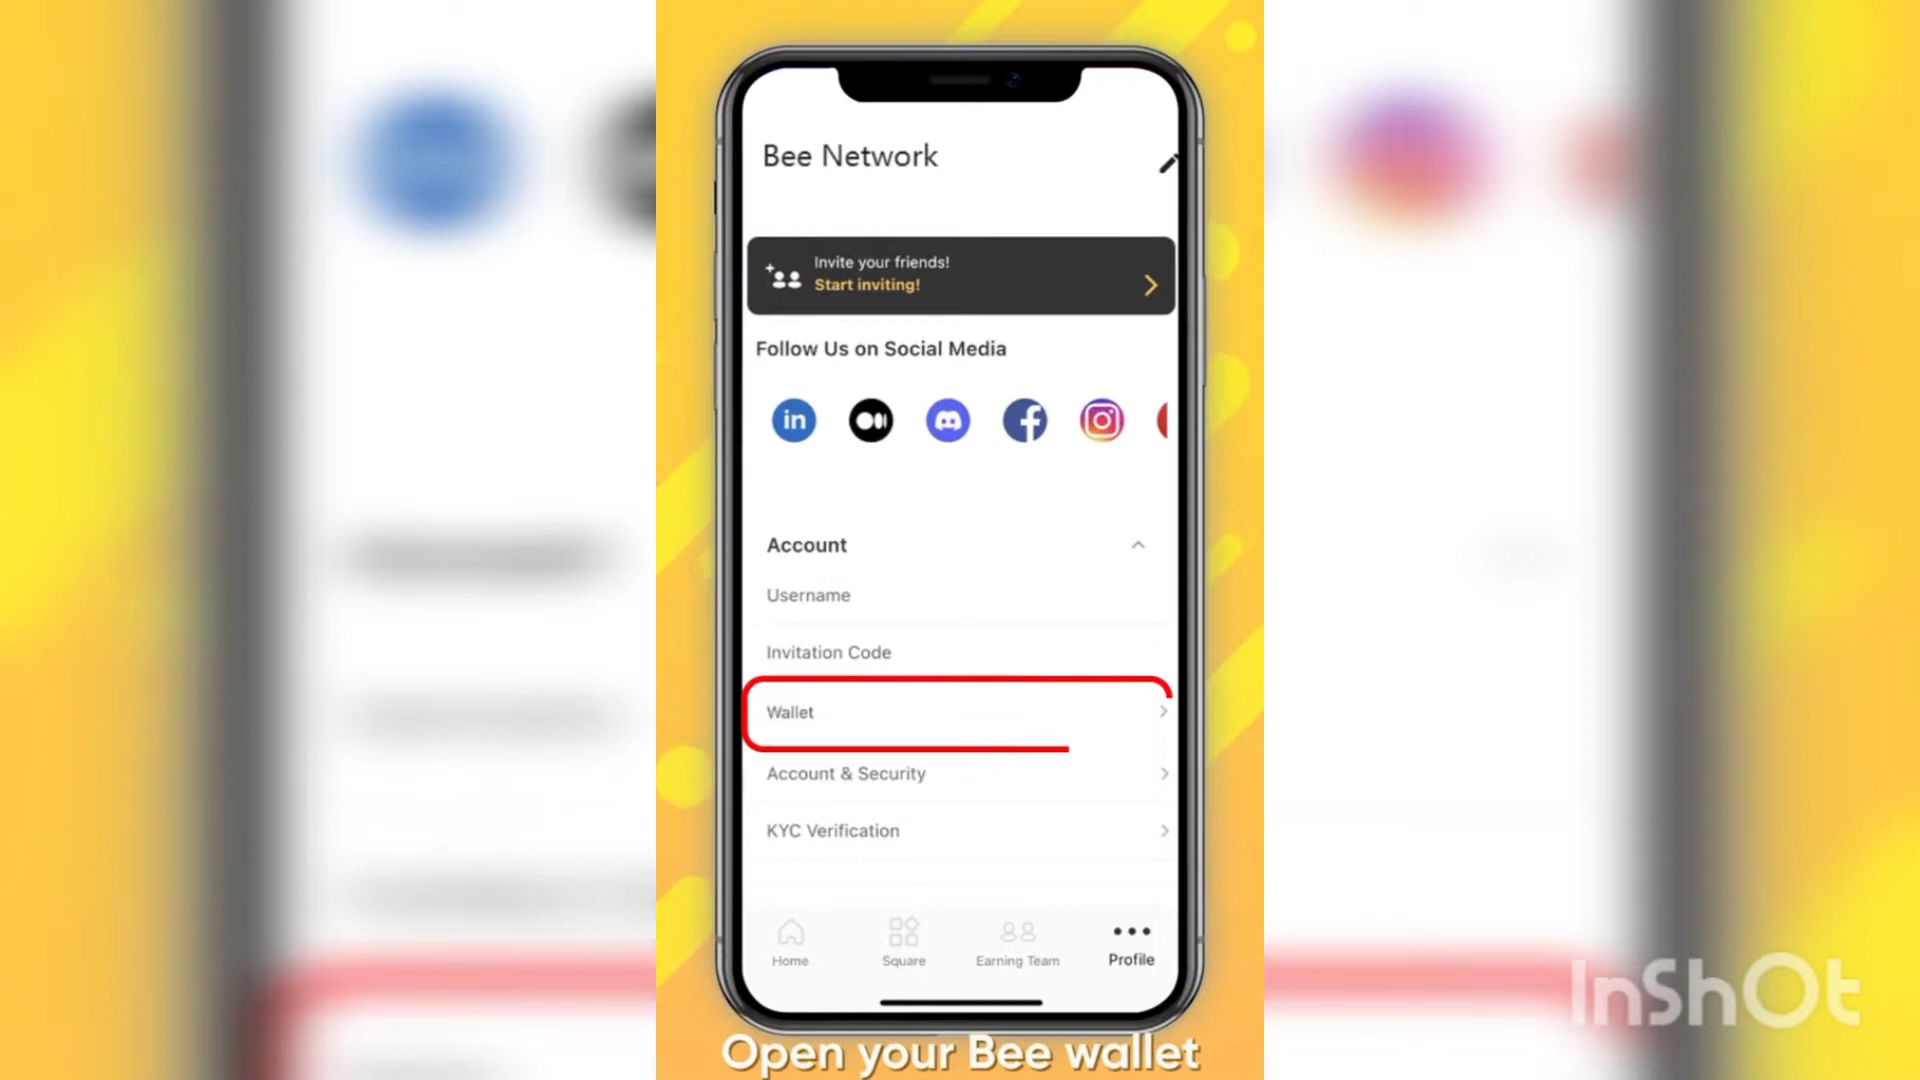 Bee Network
Invite your friends!
Start inviting!
Follow Us on Social Media
in
Account
Username
Invitation Code
Wallet
Account & Security
KYC Verification
Home
Square
Earning Team
Profile
Open your Bee wallet
InShOt